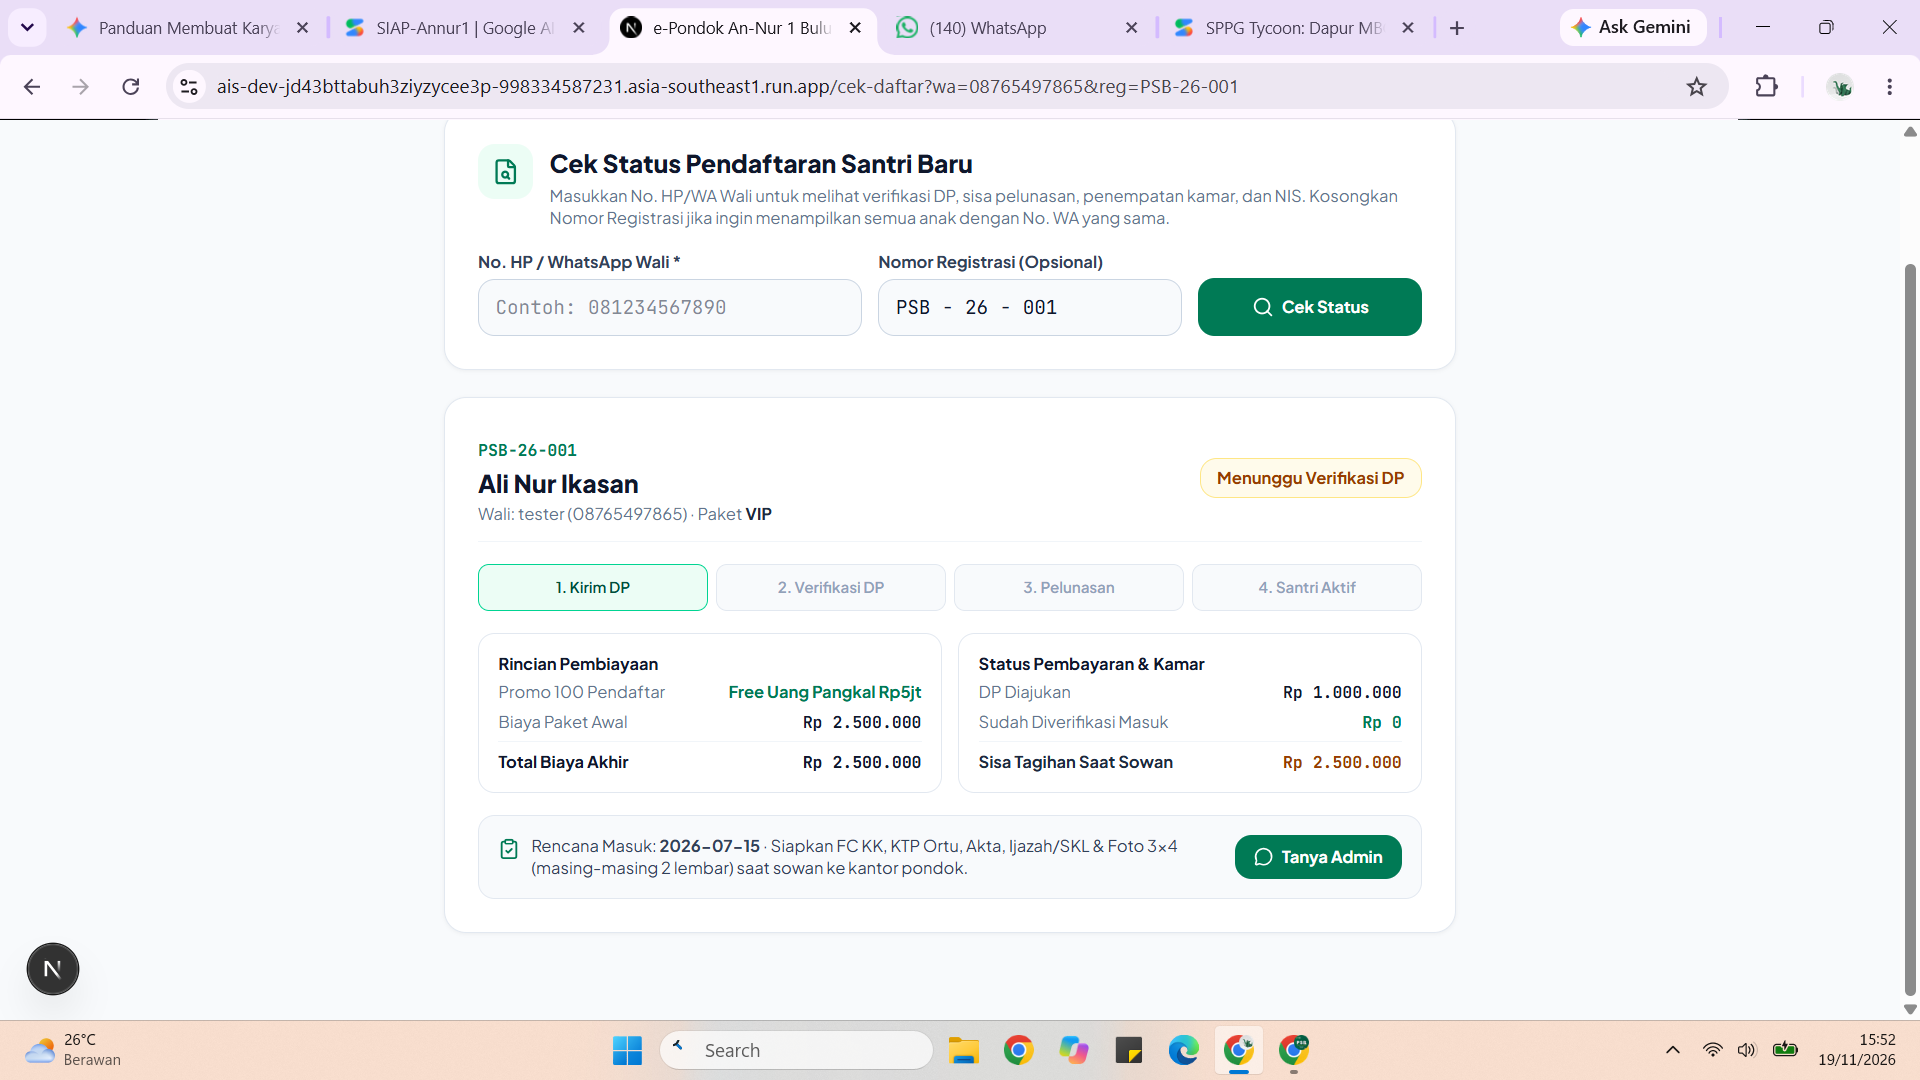 Panduan Membuat Karya
SIAP-Annur1 | Google AI
e-Pondok An-Nur 1 Bulu
(140) WhatsApp
SPPG Tycoon: Dapur MB
Ask Gemini
ais-dev-jd43bttabuh3ziyzycee3p-998334587231.asia-southeast1.run.app/cek-daftar?wa=08765497865&reg=PSB-26-001
Cek Status Pendaftaran Santri Baru
Masukkan No. HP/WA Wali untuk melihat verifikasi DP, sisa pelunasan, penempatan kamar, dan NIS. Kosongkan
Nomor Registrasi jika ingin menampilkan semua anak dengan No. WA yang sama.
No. HP / WhatsApp Wali *
Nomor Registrasi (Opsional)
Contoh: 081234567890
PSB - 26 - 001
Cek Status
PSB-26-001
Ali Nur Ikasan
Wali: tester (08765497865) · Paket VIP
Menunggu Verifikasi DP
1. Kirim DP
2. Verifikasi DP
3. Pelunasan
4. Santri Aktif
Rincian Pembiayaan
Promo 100 Pendaftar Free Uang Pangkal Rp5jt
Biaya Paket Awal Rp 2.500.000
Total Biaya Akhir Rp 2.500.000
Status Pembayaran & Kamar
DP Diajukan Rp 1.000.000
Sudah Diverifikasi Masuk Rp 0
Sisa Tagihan Saat Sowan Rp 2.500.000
Rencana Masuk: 2026-07-15 · Siapkan FC KK, KTP Ortu, Akta, Ijazah/SKL & Foto 3×4
(masing-masing 2 lembar) saat sowan ke kantor pondok.
Tanya Admin
N
26°C
Berawan
Search
15:52
19/11/2026